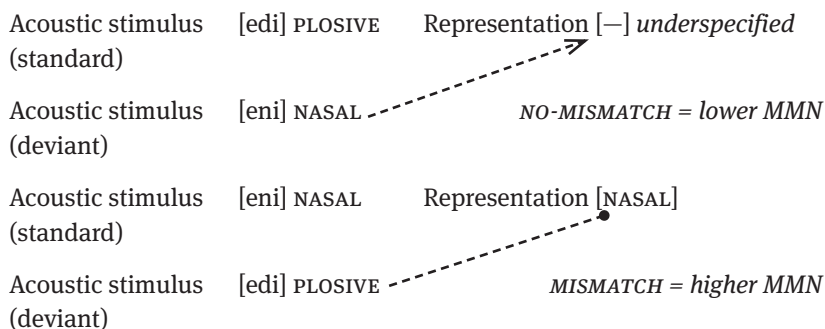 Acoustic stimulus [edi] PLOSIVE Representation [—] underspecified
(standard)
Acoustic stimulus [eni] NASAL NO-MISMATCH = lower MMN
(deviant)
Acoustic stimulus [eni] NASAL Representation [NASAL]
(standard)
Acoustic stimulus [edi] PLOSIVE MISMATCH = higher MMN
(deviant)